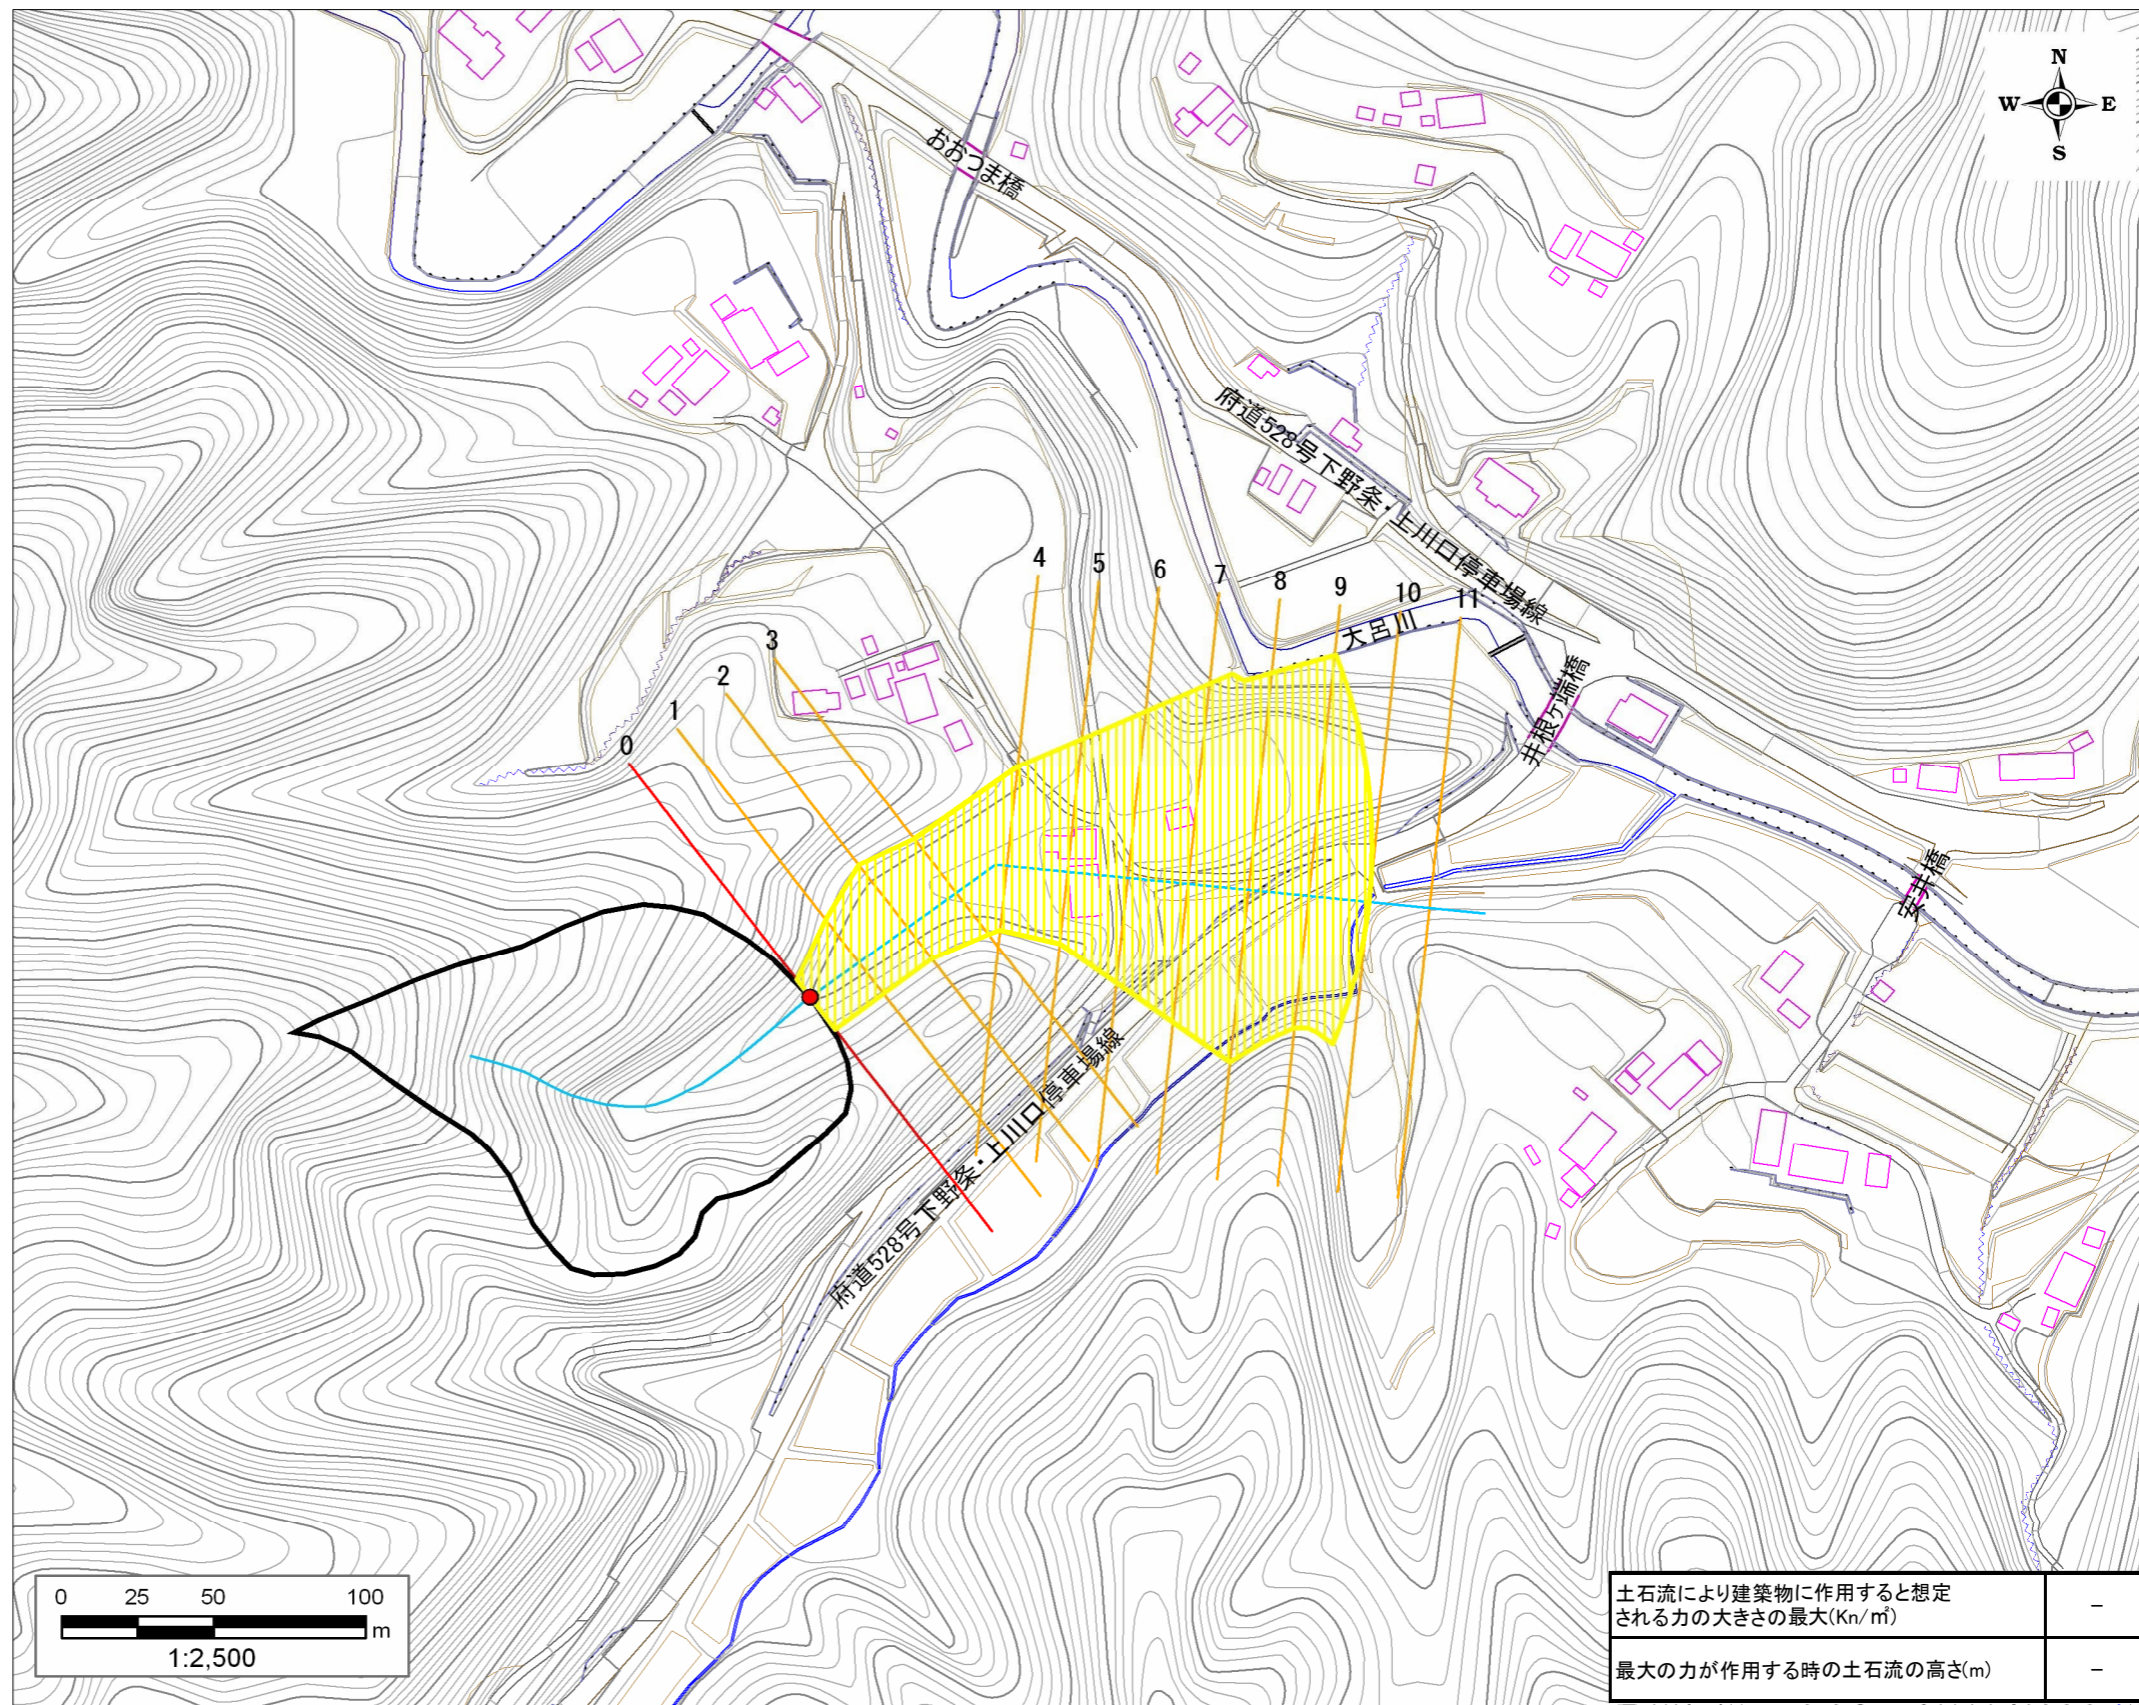 N
W E
S
おおつま橋
府道528号下野条・上川口停車場線
4
5
6
7
8
9
10
11
大呂川
3
2
1
0
井根ケ端橋
安井橋
府道528号下野条・上川口停車場線
0 25 50 100
m
1:2,500
土石流により建築物に作用すると想定
される力の大きさの最大(Kn/㎡) －
最大の力が作用する時の土石流の高さ(m) －